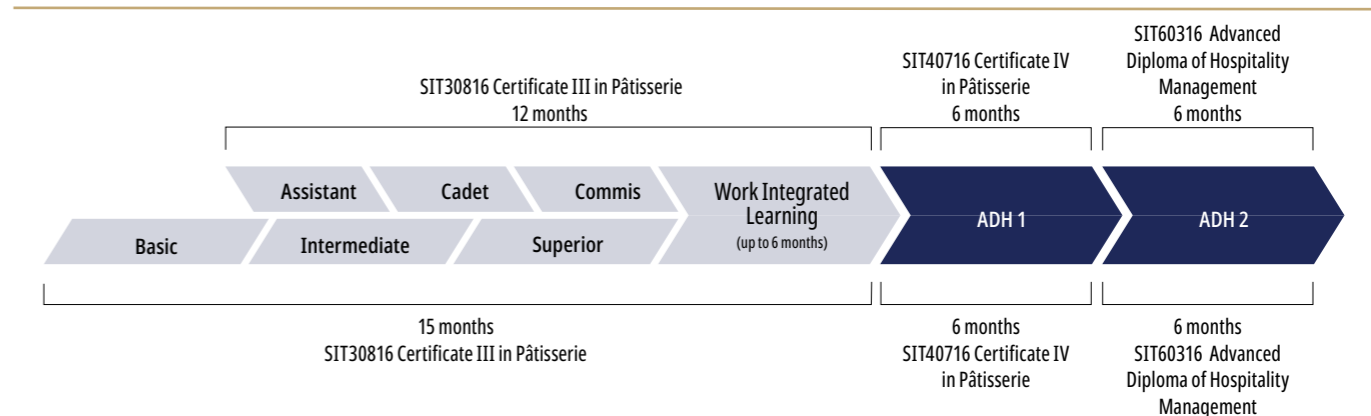 SIT30816 Certificate III in Pâtisserie
12 months
SIT40716 Certificate IV
in Pâtisserie
6 months
SIT60316 Advanced
Diploma of Hospitality
Management
6 months
Assistant
Cadet
Commis
Work Integrated
Learning
(up to 6 months)
ADH 1
ADH 2
Basic
Intermediate
Superior
15 months
SIT30816 Certificate III in Pâtisserie
6 months
SIT40716 Certificate IV
in Pâtisserie
6 months
SIT60316 Advanced
Diploma of Hospitality
Management